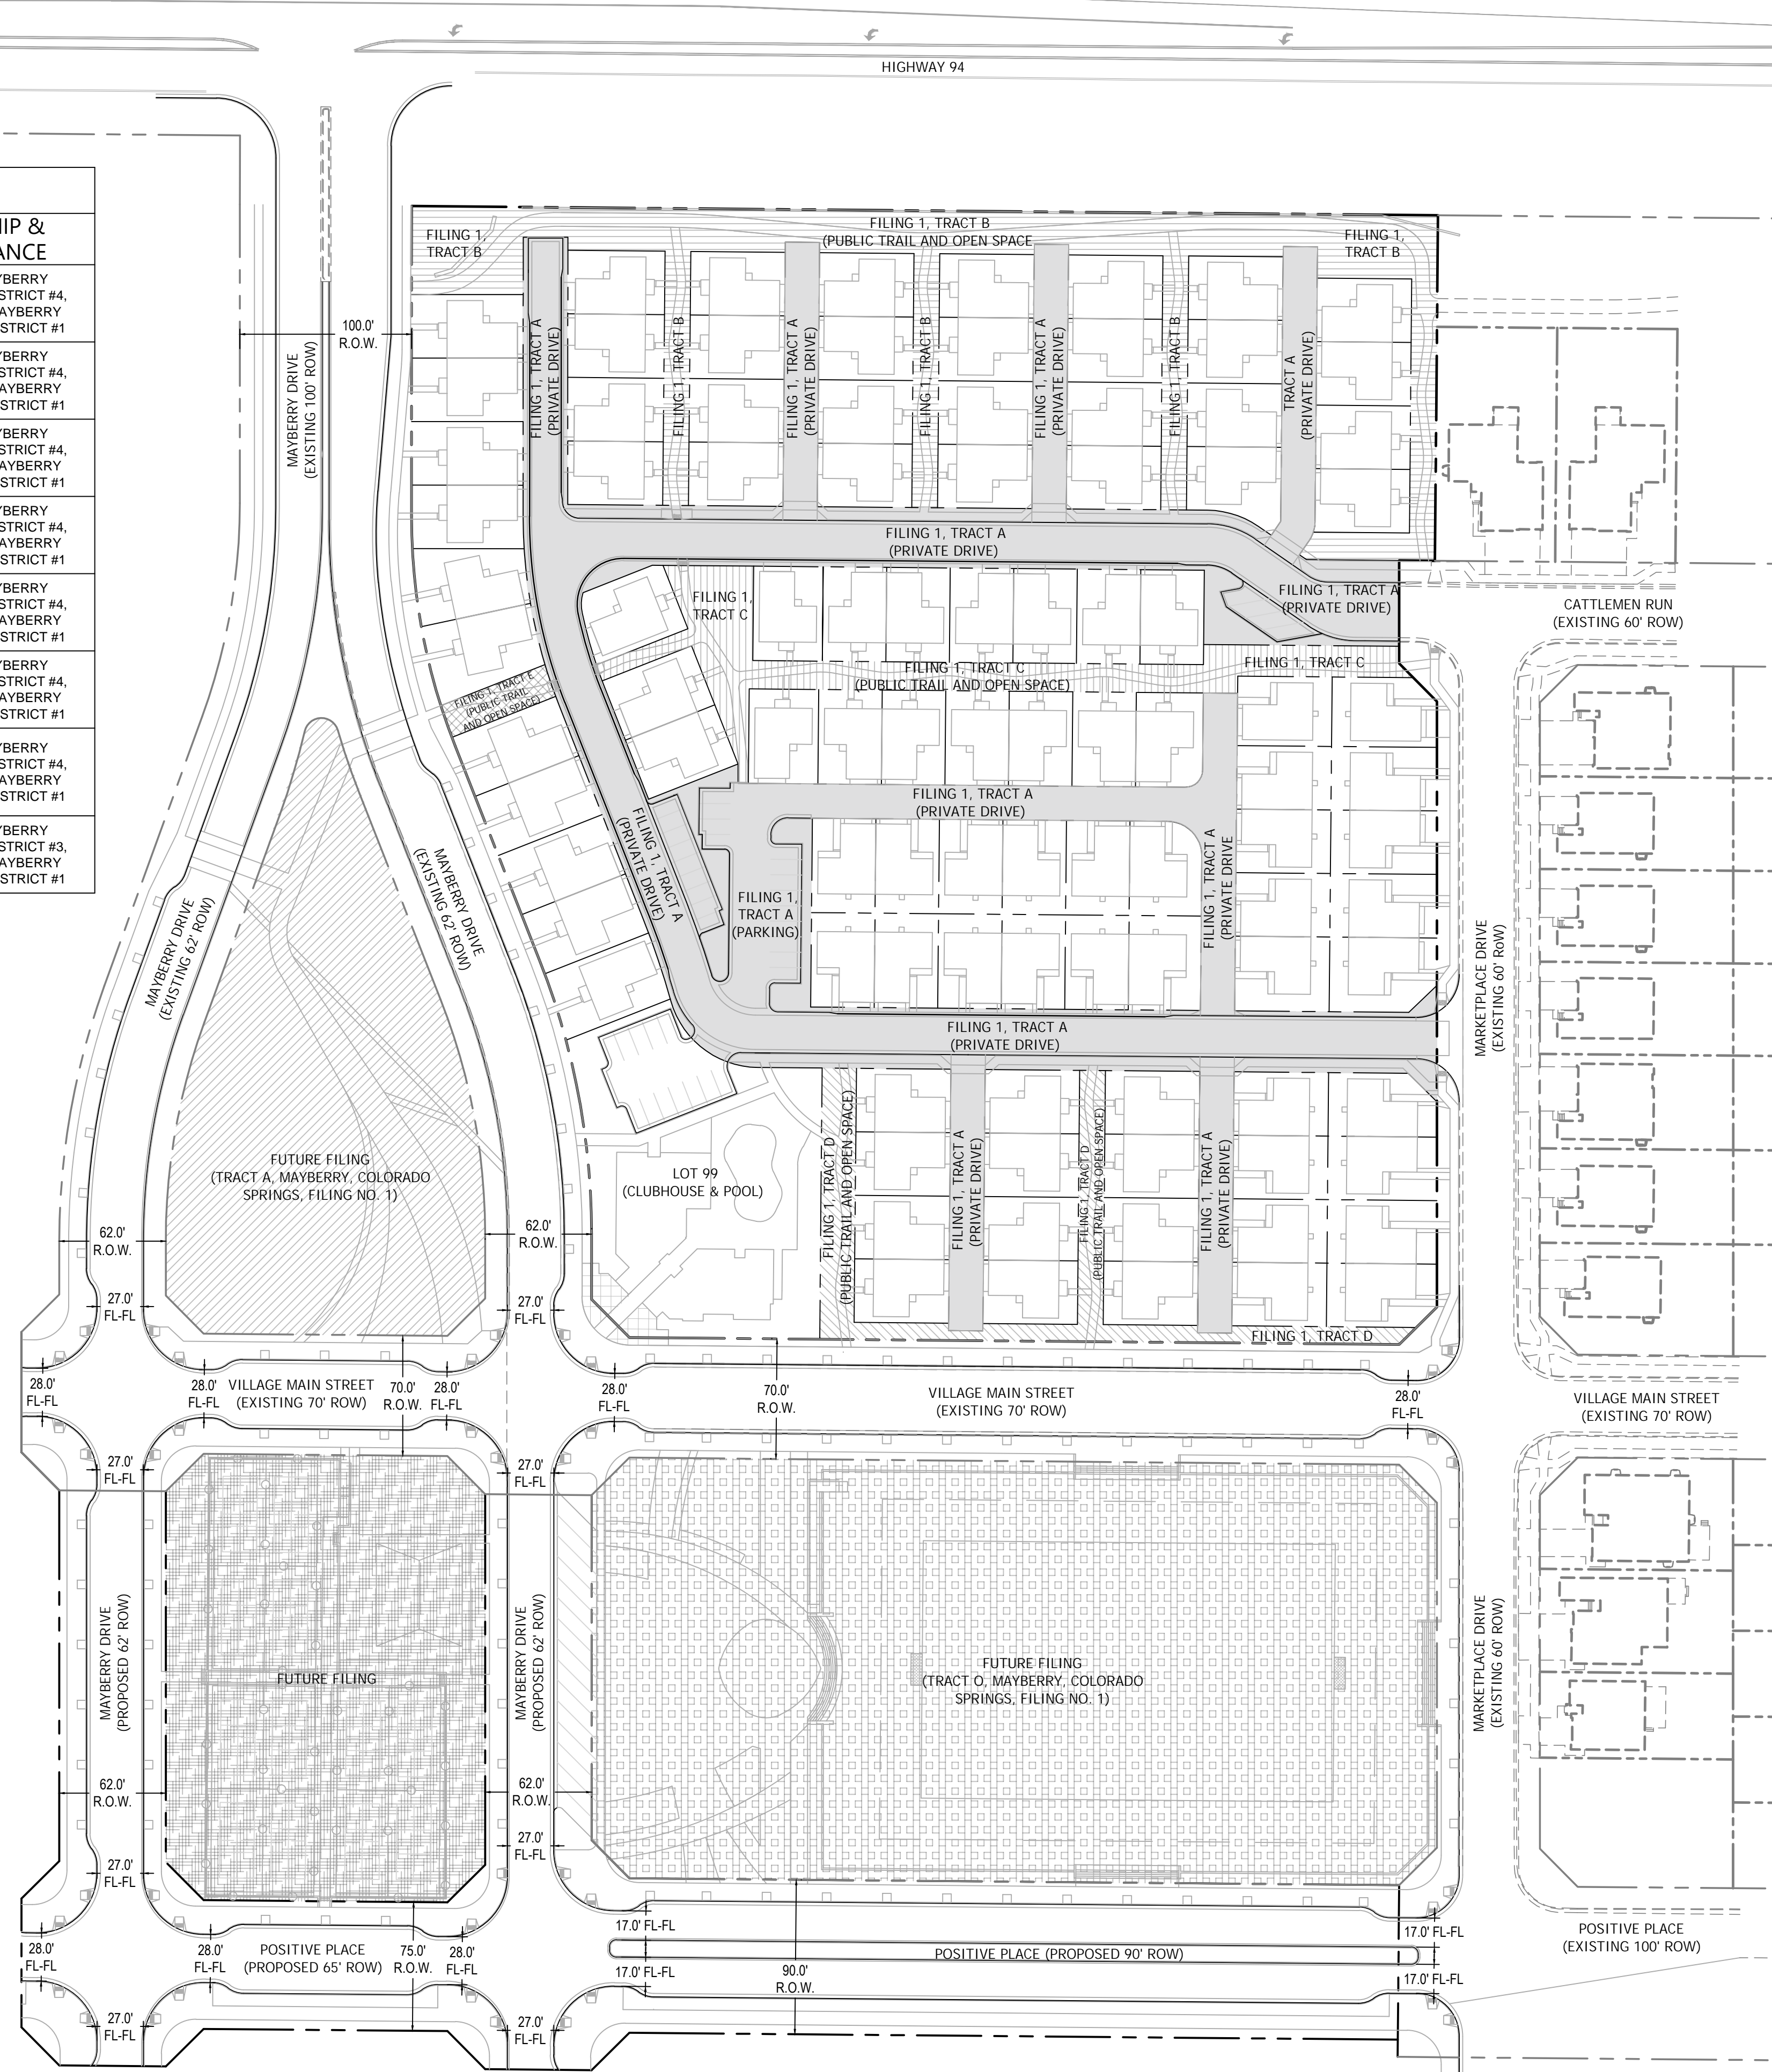 HIGHWAY 94
IP &
ANCE
YBERRY
STRICT #4,
AYBERRY
STRICT #1
YBERRY
STRICT #4,
AYBERRY
STRICT #1
YBERRY
STRICT #4,
AYBERRY
STRICT #1
YBERRY
STRICT #4,
AYBERRY
STRICT #1
YBERRY
STRICT #4,
AYBERRY
STRICT #1
YBERRY
STRICT #4,
AYBERRY
STRICT #1
YBERRY
STRICT #4,
AYBERRY
STRICT #1
YBERRY
STRICT #3,
AYBERRY
STRICT #1
FILING 1,
TRACT B
FILING 1, TRACT B
(PUBLIC TRAIL AND OPEN SPACE
FILING 1,
TRACT B
100.0'
R.O.W.
MAYBERRY DRIVE
(EXISTING 100' ROW)
FILING 1, TRACT A
(PRIVATE DRIVE)
FILING 1, TRACT B
FILING 1, TRACT A
(PRIVATE DRIVE)
FILING 1, TRACT B
FILING 1, TRACT A
(PRIVATE DRIVE)
FILING 1, TRACT B
TRACT A
(PRIVATE DRIVE)
FILING 1, TRACT A
(PRIVATE DRIVE)
FILING 1, TRACT A
(PRIVATE DRIVE)
FILING 1,
TRACT C
CATTLEMEN RUN
(EXISTING 60' ROW)
FILING 1, TRACT C
(PUBLIC TRAIL AND OPEN SPACE)
FILING 1, TRACT C
FILING 1, TRACT E
(PUBLIC TRAIL
AND OPEN SPACE)
FILING 1, TRACT A
(PRIVATE DRIVE)
FILING 1, TRACT A
(PRIVATE DRIVE)
FILING 1,
TRACT A
(PARKING)
FILING 1, TRACT A
(PRIVATE DRIVE
MAYBERRY DRIVE
(EXISTING 62' ROW)
MAYBERRY DRIVE
(EXISTING 62' ROW)
MARKETPLACE DRIVE
(EXISTING 60' RoW)
FILING 1, TRACT A
(PRIVATE DRIVE)
FUTURE FILING
(TRACT A, MAYBERRY, COLORADO
SPRINGS, FILING NO. 1)
LOT 99
(CLUBHOUSE & POOL)
FILING 1, TRACT D
(PUBLIC TRAIL AND OPEN SPACE)
FILING 1, TRACT A
(PRIVATE DRIVE)
FILING 1, TRACT D
(PUBLIC TRAIL AND OPEN SPACE)
FILING 1, TRACT A
(PRIVATE DRIVE)
FILING 1, TRACT D
62.0'
R.O.W.
62.0'
R.O.W.
27.0'
FL-FL
27.0'
FL-FL
28.0'
FL-FL
28.0'
FL-FL
VILLAGE MAIN STREET
(EXISTING 70' ROW)
70.0'
R.O.W.
28.0'
FL-FL
28.0'
FL-FL
70.0'
R.O.W.
VILLAGE MAIN STREET
(EXISTING 70' ROW)
28.0'
FL-FL
VILLAGE MAIN STREET
(EXISTING 70' ROW)
27.0'
FL-FL
27.0'
FL-FL
MAYBERRY DRIVE
(PROPOSED 62' ROW)
FUTURE FILING
MAYBERRY DRIVE
(PROPOSED 62' ROW)
FUTURE FILING
(TRACT O, MAYBERRY, COLORADO
SPRINGS, FILING NO. 1)
MARKETPLACE DRIVE
(EXISTING 60' ROW)
62.0'
R.O.W.
62.0'
R.O.W.
27.0'
FL-FL
27.0'
FL-FL
28.0'
FL-FL
28.0'
FL-FL
POSITIVE PLACE
(PROPOSED 65' ROW)
75.0'
R.O.W.
28.0'
FL-FL
17.0' FL-FL
17.0' FL-FL
POSITIVE PLACE (PROPOSED 90' ROW)
17.0' FL-FL
17.0' FL-FL
90.0'
R.O.W.
POSITIVE PLACE
(EXISTING 100' ROW)
27.0'
FL-FL
27.0'
FL-FL